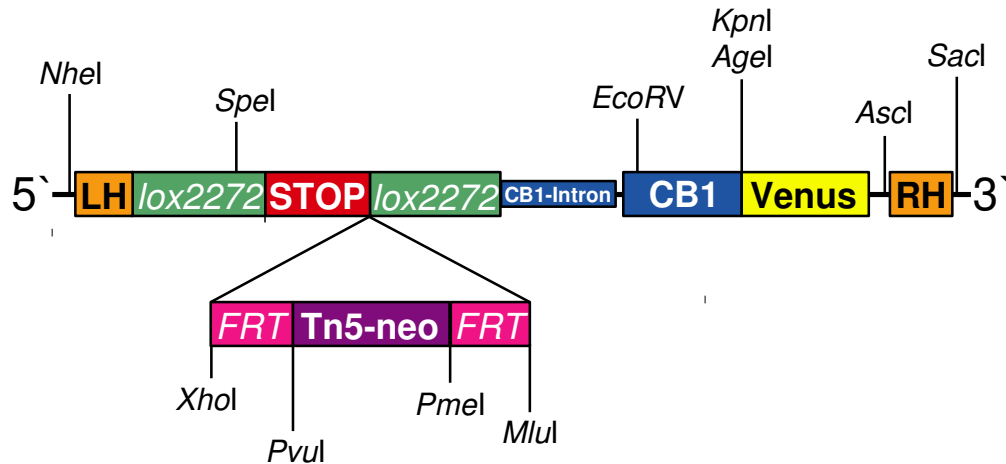 KpnI
NheI
AgeI
SacI
SpeI
EcoRV
AscI
5` LH lox2272 STOP lox2272 CB1-Intron CB1 Venus RH 3`
FRT Tn5-neo FRT
XhoI
PmeI
MluI
PvuI